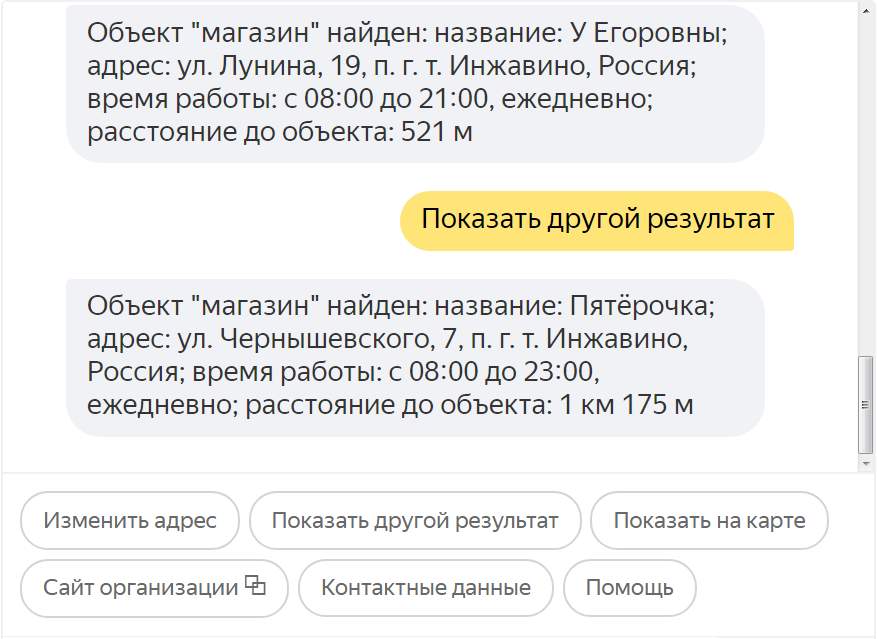 Объект "магазин" найден: название: У Егоровны;
адрес: ул. Лунина, 19, п. г. т. Инжавино, Россия;
время работы: с 08:00 до 21:00, ежедневно;
расстояние до объекта: 521 м
Показать другой результат
Объект "магазин" найден: название: Пятёрочка;
адрес: ул. Чернышевского, 7, п. г. т. Инжавино,
Россия; время работы: с 08:00 до 23:00,
ежедневно; расстояние до объекта: 1 км 175 м
Изменить адрес
Показать другой результат
Показать на карте
Сайт организации
Контактные данные
Помощь